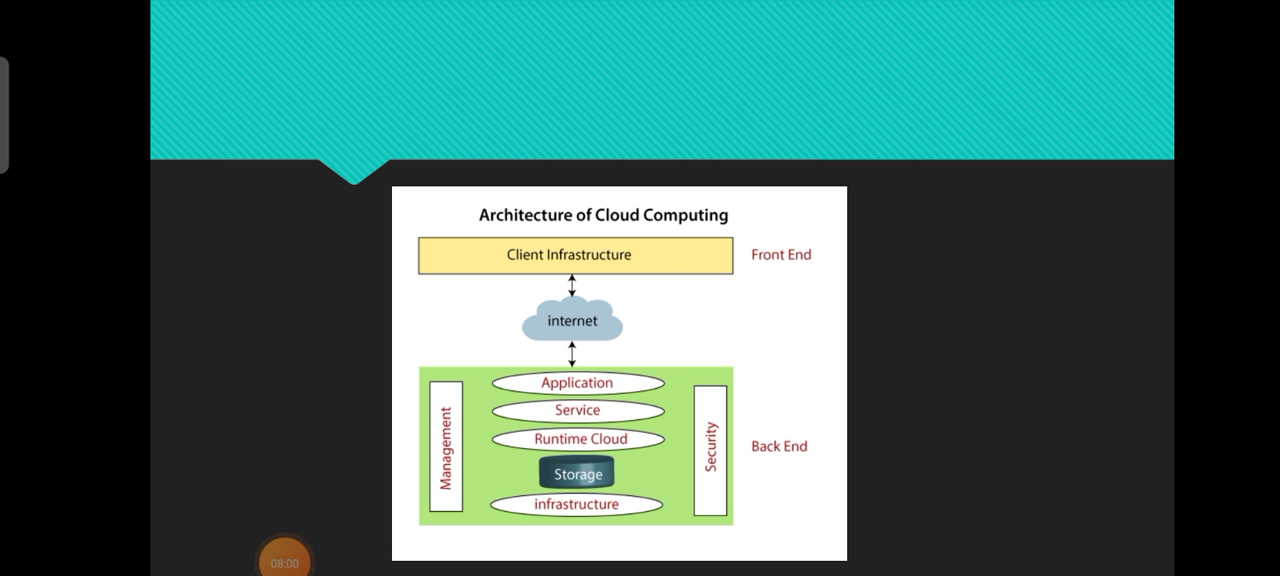 Architecture of Cloud Computing
Client Infrastructure
Front End
internet
Application
Service
Runtime Cloud
Storage
infrastructure
Management
Security
Back End
08:00